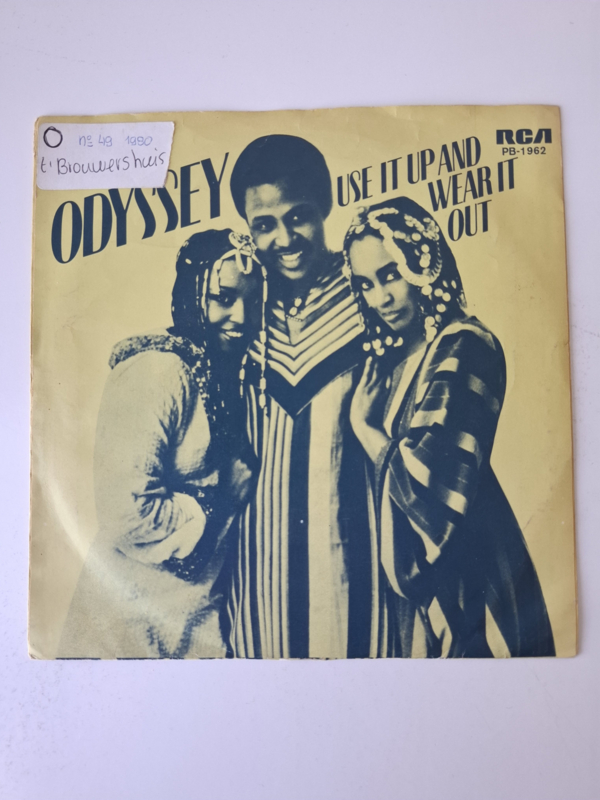 O nº 49 1980
t' Brouwershuis
ODYSSEY
USE IT UP AND
WEAR IT
OUT
RCA
PB-1962